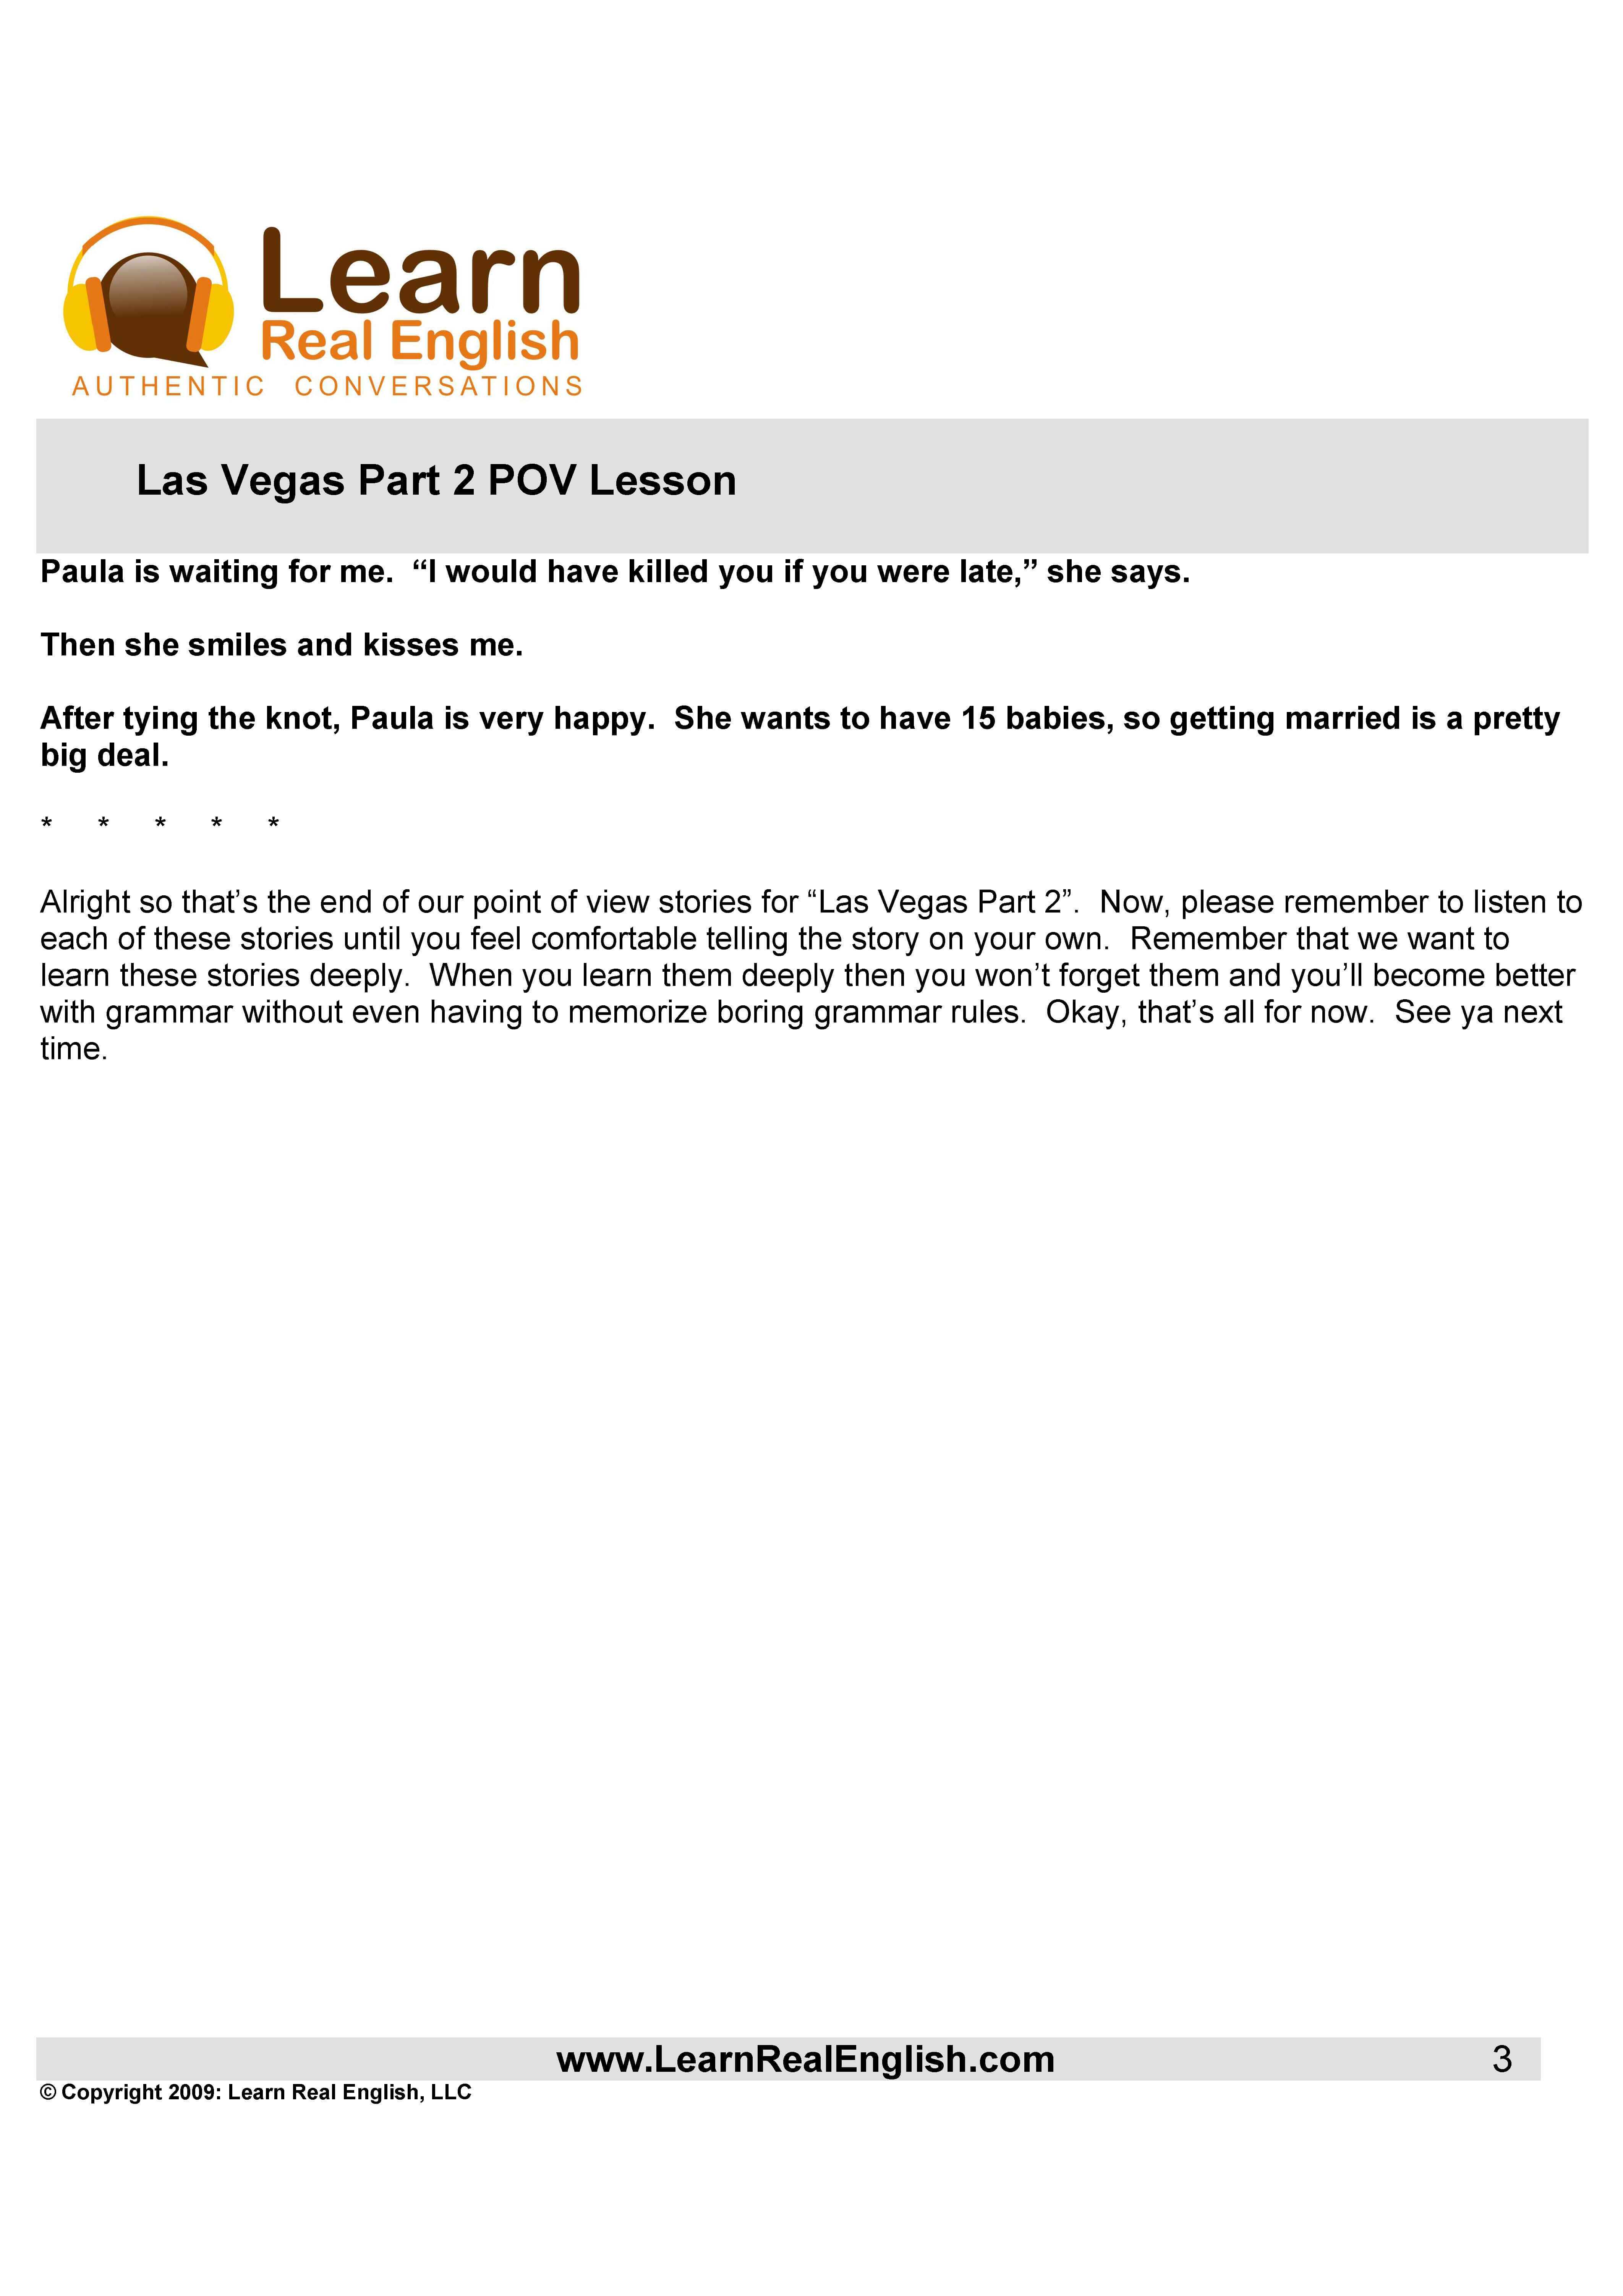 Learn
Real English
AUTHENTIC CONVERSATIONS
Las Vegas Part 2 POV Lesson
Paula is waiting for me.  “I would have killed you if you were late,” she says.
Then she smiles and kisses me.
After tying the knot, Paula is very happy.  She wants to have 15 babies, so getting married is a pretty
big deal.
* * * * *
Alright so that’s the end of our point of view stories for “Las Vegas Part 2”.  Now, please remember to listen to
each of these stories until you feel comfortable telling the story on your own.  Remember that we want to
learn these stories deeply.  When you learn them deeply then you won’t forget them and you’ll become better
with grammar without even having to memorize boring grammar rules.  Okay, that’s all for now.  See ya next
time.
www.LearnRealEnglish.com 3
© Copyright 2009: Learn Real English, LLC